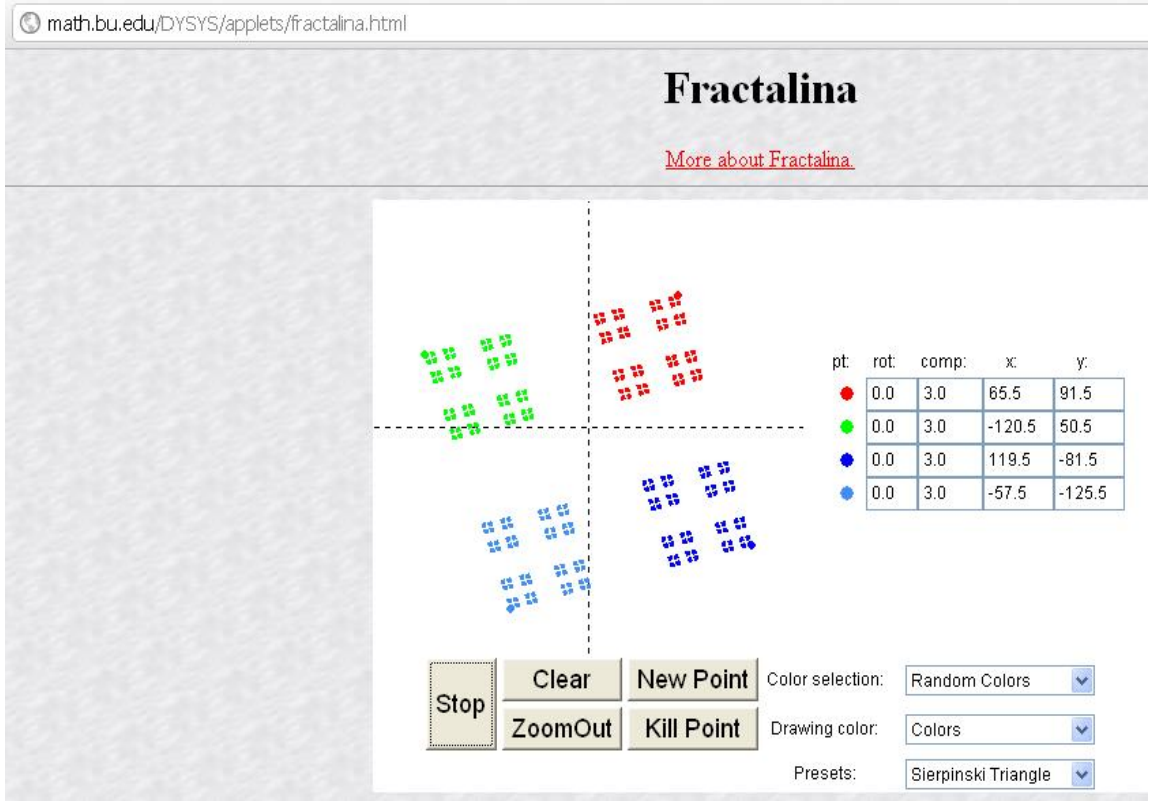 math.bu.edu/DYSYS/applets/fractalina.html
Fractalina
More about Fractalina.
pt: rot: comp: x: y:
0.0 3.0 65.5 91.5
0.0 3.0 -120.5 50.5
0.0 3.0 119.5 -81.5
0.0 3.0 -57.5 -125.5
Stop Clear New Point Color selection: Random Colors
ZoomOut Kill Point Drawing color: Colors
Presets: Sierpinski Triangle